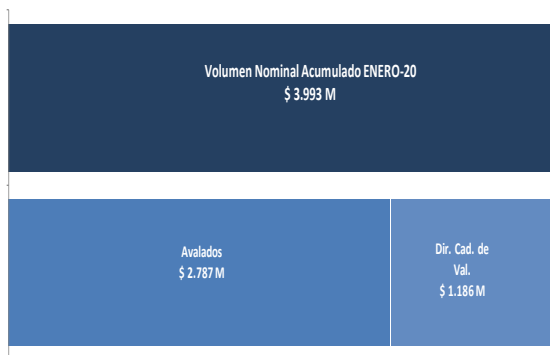 Volumen Nominal Acumulado ENERO-20
$ 3.993 M
Avalados
$ 2.787 M
Dir. Cad. de
Val.
$ 1.186 M